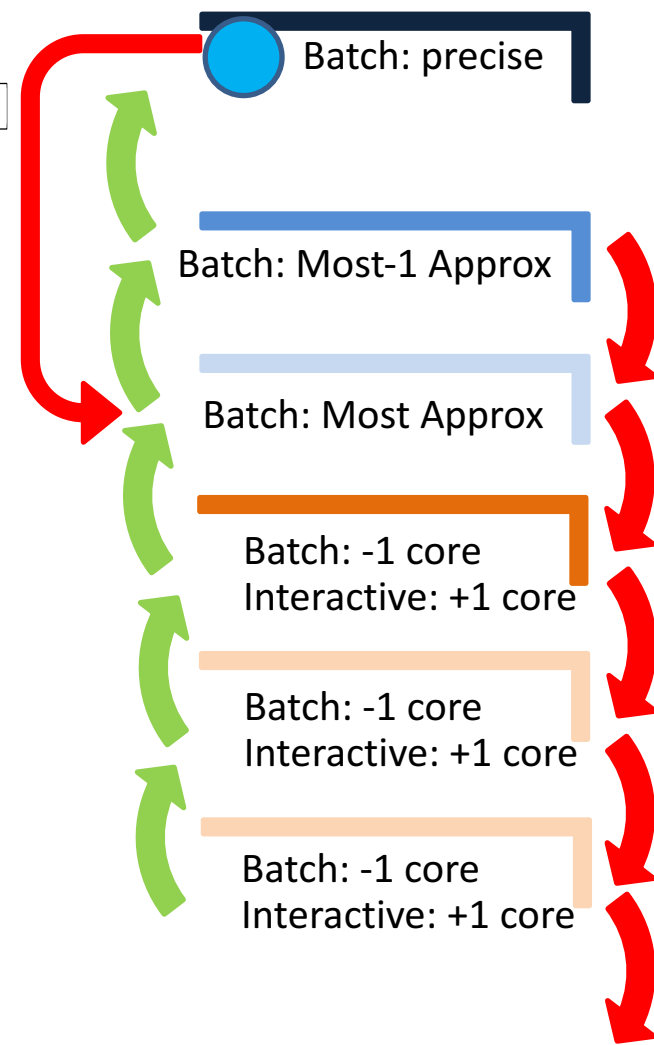 Batch: precise
Batch: Most-1 Approx
Batch: Most Approx
Batch: -1 core
Interactive: +1 core
Batch: -1 core
Interactive: +1 core
Batch: -1 core
Interactive: +1 core